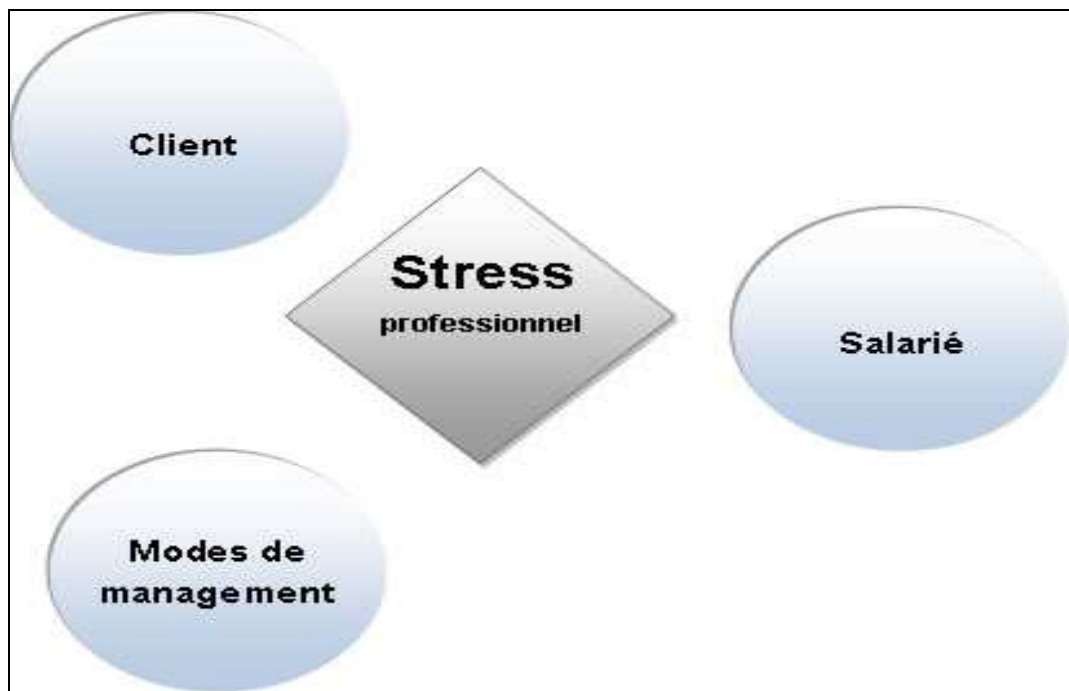 Client
Stress
professionnel
Salarié
Modes de
management